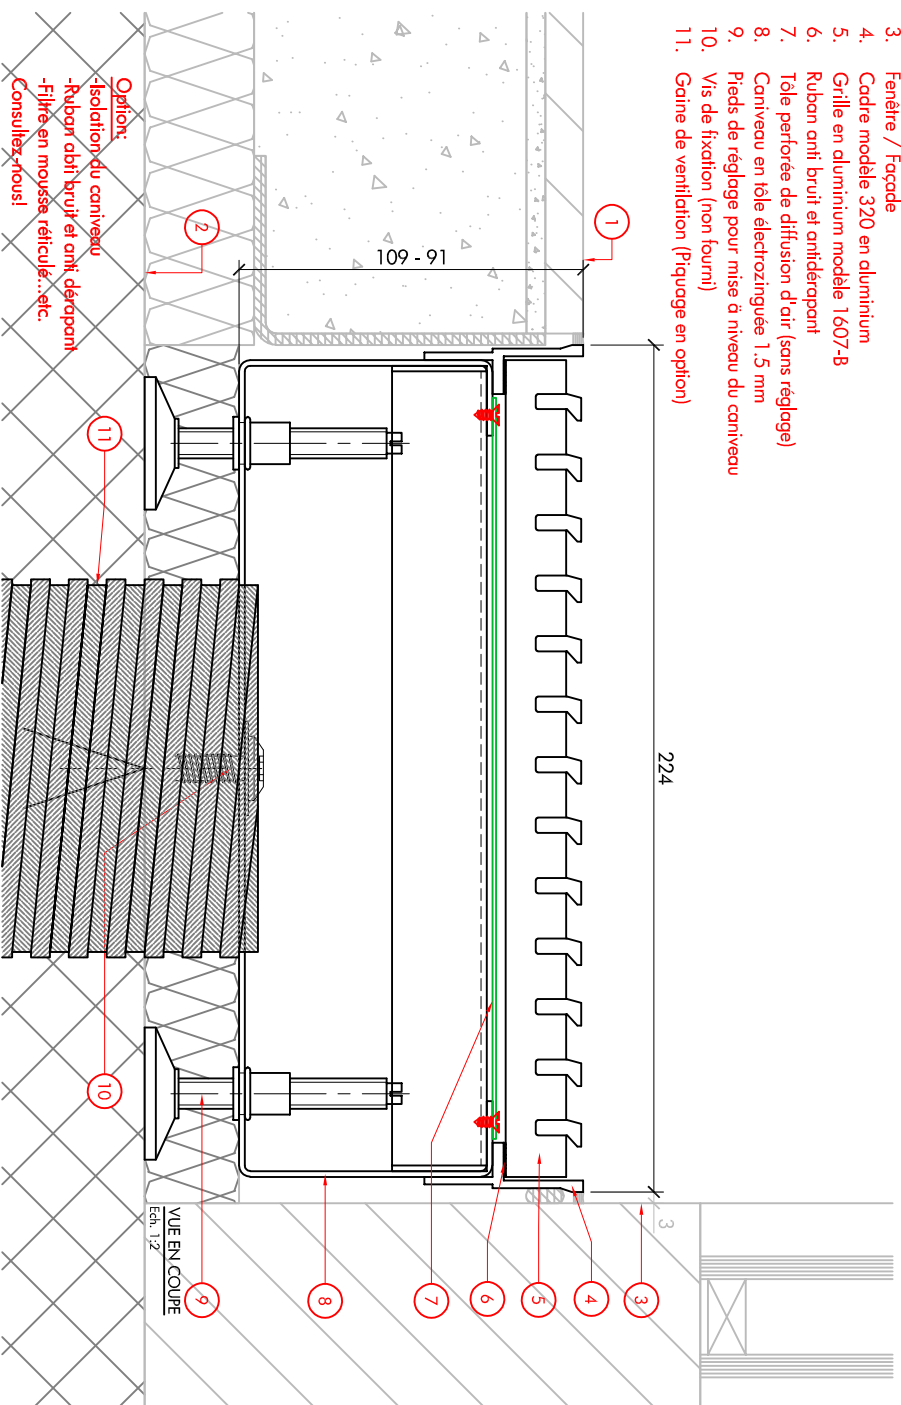 3. Fenêtre / Façade
4. Cadre modèle 320 en aluminium
5. Grille en aluminium modèle 1607-B
6. Ruban anti bruit et antidérapant
7. Tôle perforée de diffusion d'air (sans réglage)
8. Caniveau en tôle électrozinguée 1.5 mm
9. Pieds de réglage pour mise à niveau du caniveau
10. Vis de fixation (non fourni)
11. Gaine de ventilation (Piquage en option)
1
2
109 - 91
224
3
3
4
5
6
7
8
9
10
11
Option:
-Isolation du caniveau
-Ruban abti bruit et anti dérapant
-Filtre en mousse réticulé...etc.
Consultez-nous!
VUE EN COUPE
Ech. 1:2